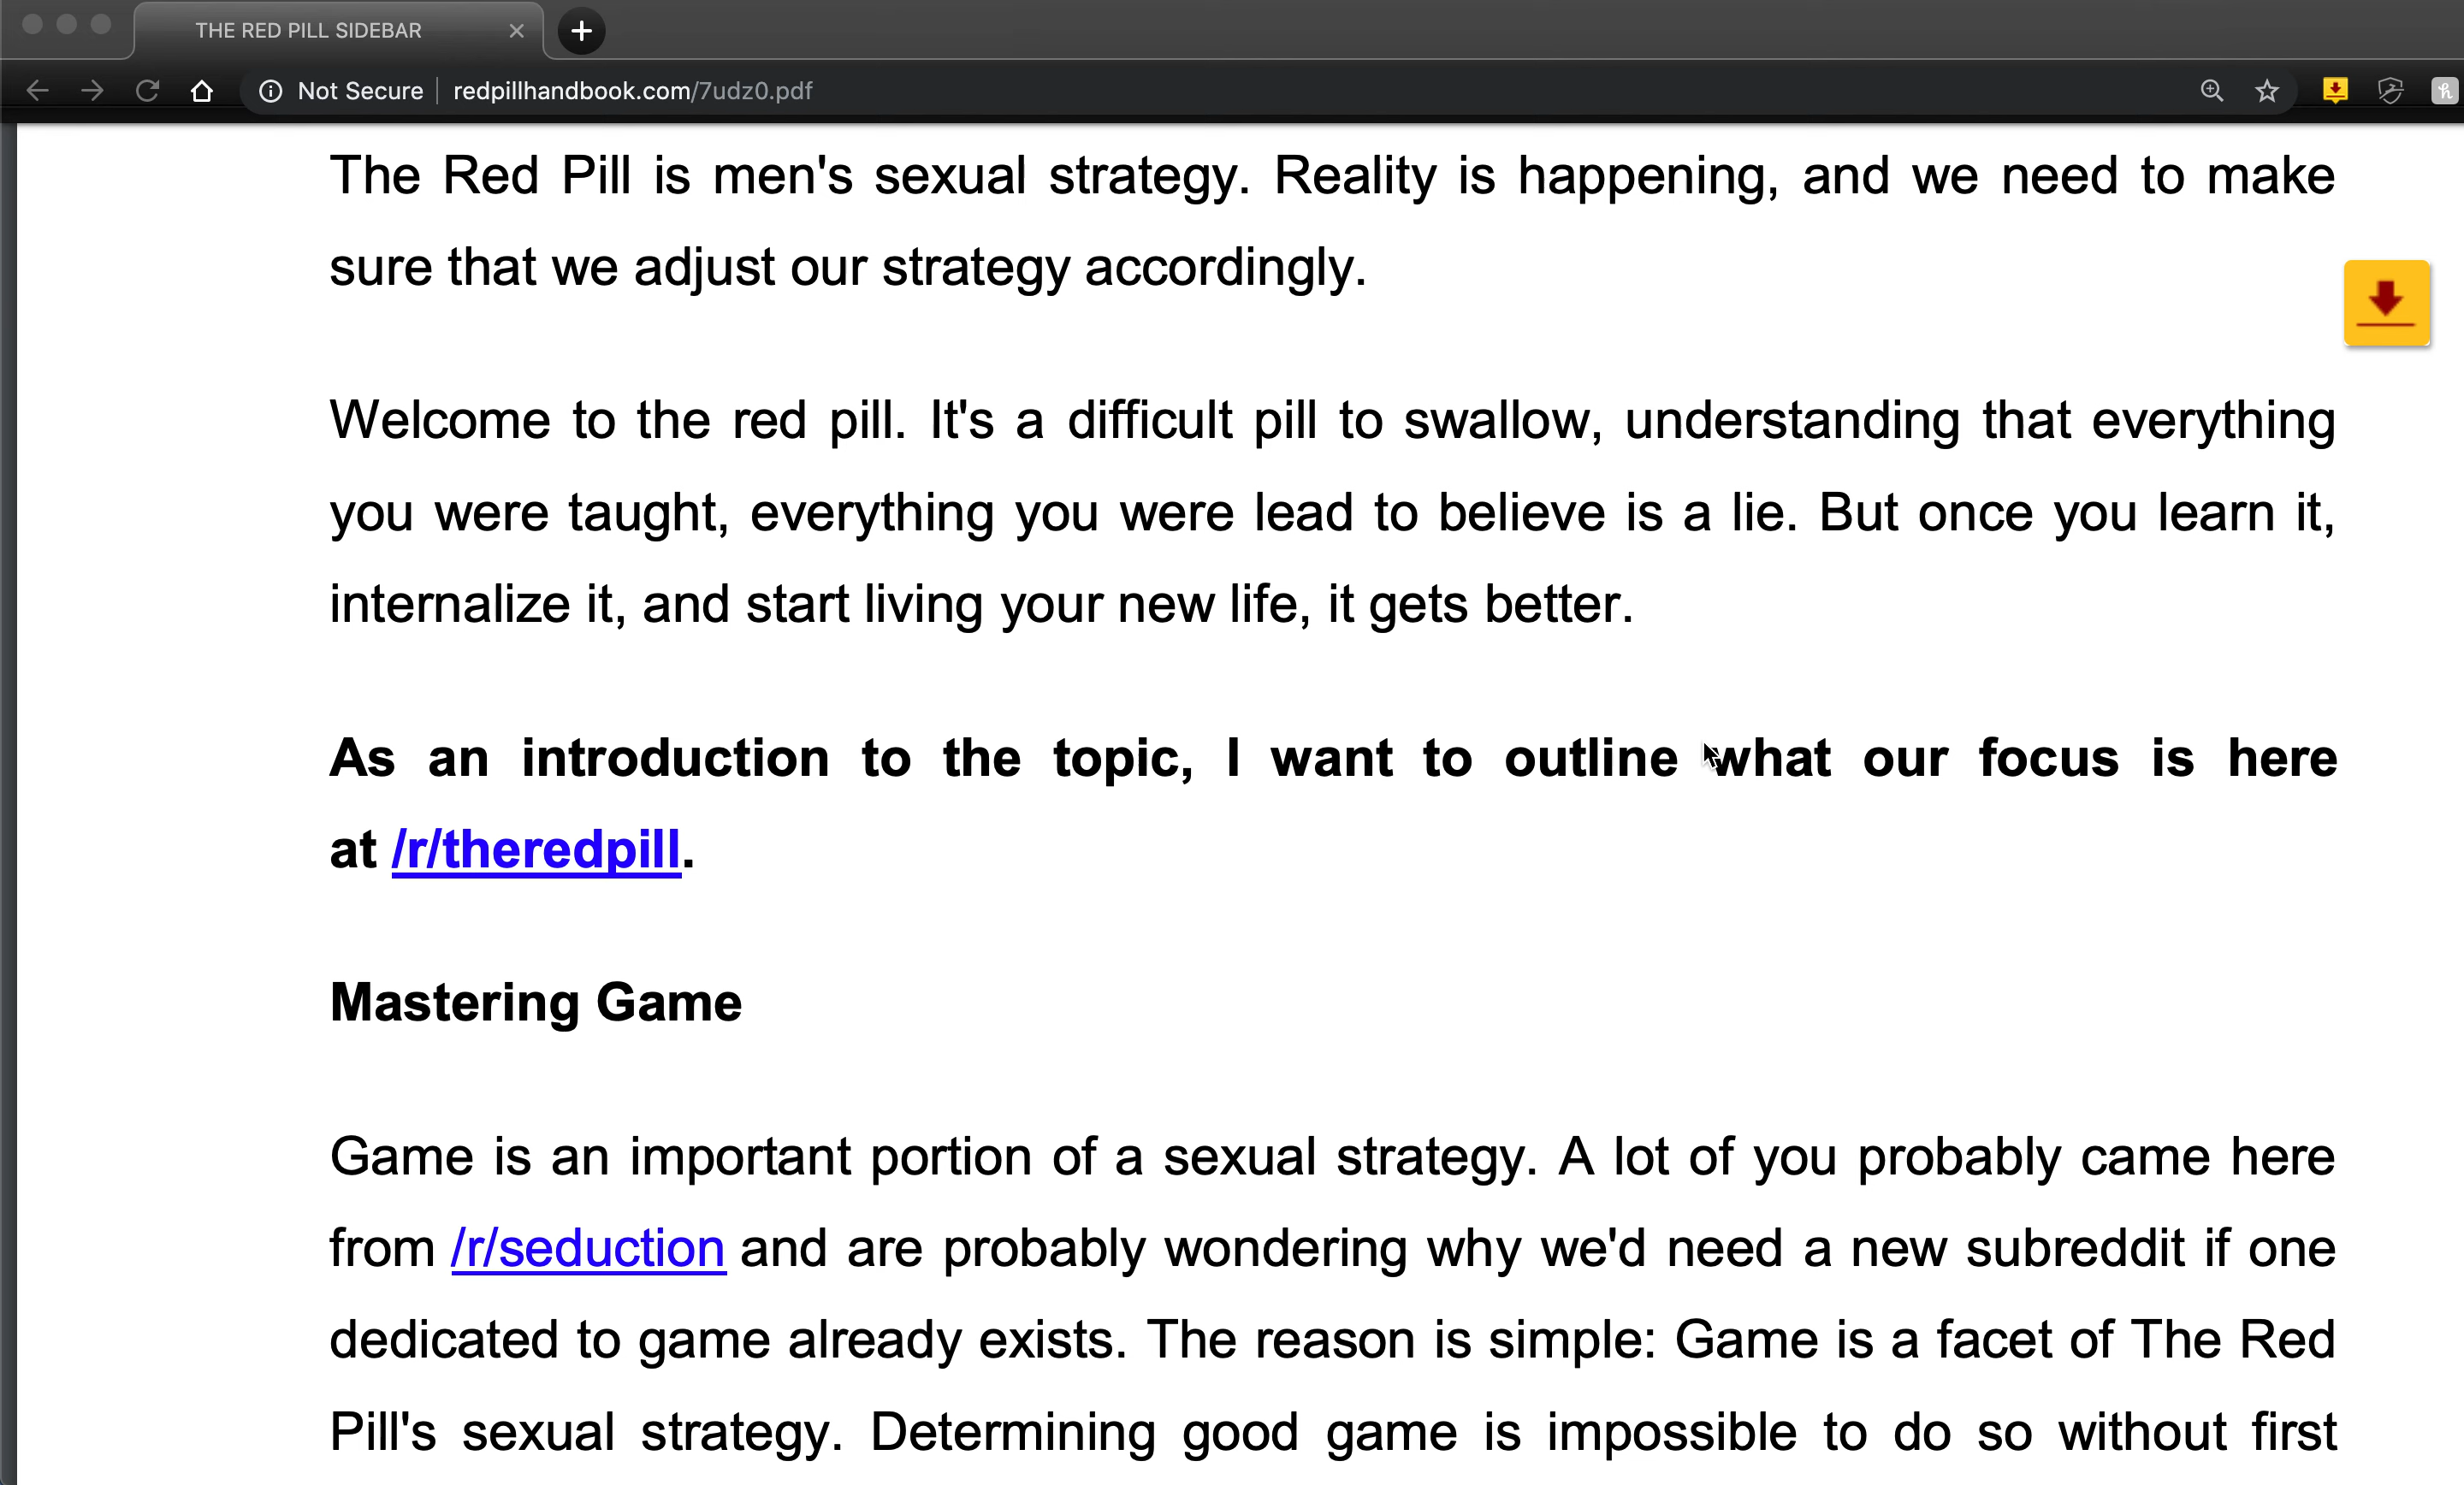 THE RED PILL SIDEBAR
Not Secure redpillhandbook.com/7udz0.pdf
The Red Pill is men's sexual strategy. Reality is happening, and we need to make
sure that we adjust our strategy accordingly.
Welcome to the red pill. It's a difficult pill to swallow, understanding that everything
you were taught, everything you were lead to believe is a lie. But once you learn it,
internalize it, and start living your new life, it gets better.
As an introduction to the topic, I want to outline what our focus is here
at /r/theredpill.
Mastering Game
Game is an important portion of a sexual strategy. A lot of you probably came here
from /r/seduction and are probably wondering why we'd need a new subreddit if one
dedicated to game already exists. The reason is simple: Game is a facet of The Red
Pill's sexual strategy. Determining good game is impossible to do so without first